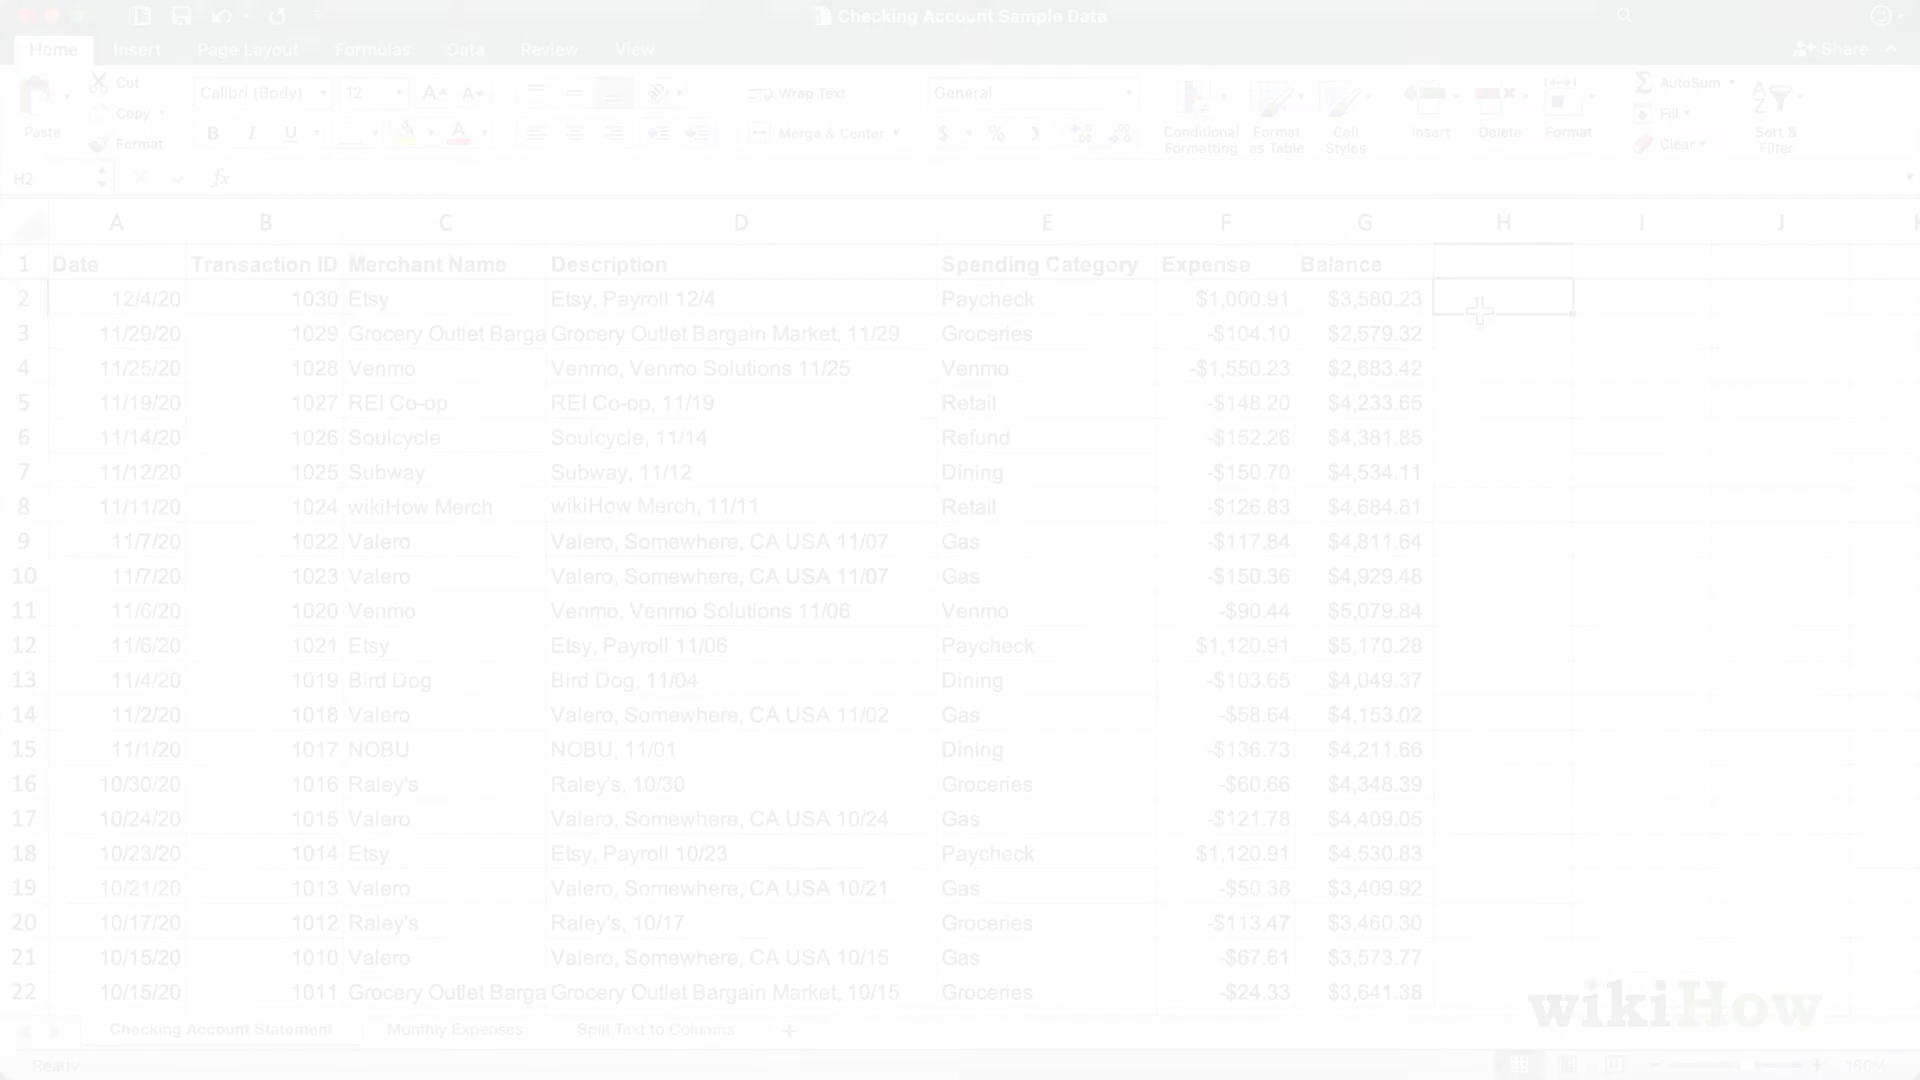 Checking Account Sample Data
Home Insert Page Layout Formulas Data Review View Share
Cut Calibri (Body) 12 Wrap Text General AutoSum
Copy Fill
Paste Format B I U Merge & Center $ % Conditional Formatting Format as Table Cell Styles Insert Delete Format Clear Sort & Filter
H2 fx
A B C D E F G H I J K
1 Date Transaction ID Merchant Name Description Spending Category Expense Balance
2 12/4/20 1030 Etsy Etsy, Payroll 12/4 Paycheck $1,000.91 $3,580.23
3 11/29/20 1029 Grocery Outlet Barga Grocery Outlet Bargain Market, 11/29 Groceries -$104.10 $2,579.32
4 11/25/20 1028 Venmo Venmo, Venmo Solutions 11/25 Venmo -$1,550.23 $2,683.42
5 11/19/20 1027 REI Co-op REI Co-op, 11/19 Retail -$148.20 $4,233.65
6 11/14/20 1026 Soulcycle Soulcycle, 11/14 Refund -$152.26 $4,381.85
7 11/12/20 1025 Subway Subway, 11/12 Dining -$150.70 $4,534.11
8 11/11/20 1024 wikiHow Merch wikiHow Merch, 11/11 Retail -$126.83 $4,684.81
9 11/7/20 1022 Valero Valero, Somewhere, CA USA 11/07 Gas -$117.84 $4,811.64
10 11/7/20 1023 Valero Valero, Somewhere, CA USA 11/07 Gas -$150.36 $4,929.48
11 11/6/20 1020 Venmo Venmo, Venmo Solutions 11/06 Venmo -$90.44 $5,079.84
12 11/6/20 1021 Etsy Etsy, Payroll 11/06 Paycheck $1,120.91 $5,170.28
13 11/4/20 1019 Bird Dog Bird Dog, 11/04 Dining -$103.65 $4,049.37
14 11/2/20 1018 Valero Valero, Somewhere, CA USA 11/02 Gas -$58.64 $4,153.02
15 11/1/20 1017 NOBU NOBU, 11/01 Dining -$136.73 $4,211.66
16 10/30/20 1016 Raley's Raley's, 10/30 Groceries -$60.66 $4,348.39
17 10/24/20 1015 Valero Valero, Somewhere, CA USA 10/24 Gas -$121.78 $4,409.05
18 10/23/20 1014 Etsy Etsy, Payroll 10/23 Paycheck $1,120.91 $4,530.83
19 10/21/20 1013 Valero Valero, Somewhere, CA USA 10/21 Gas -$50.38 $3,409.92
20 10/17/20 1012 Raley's Raley's, 10/17 Groceries -$113.47 $3,460.30
21 10/15/20 1010 Valero Valero, Somewhere, CA USA 10/15 Gas -$67.61 $3,573.77
22 10/15/20 1011 Grocery Outlet Barga Grocery Outlet Bargain Market, 10/15 Groceries -$24.33 $3,641.38
wikiHow
Checking Account Statement Monthly Expenses Split Text to Columns +
Ready